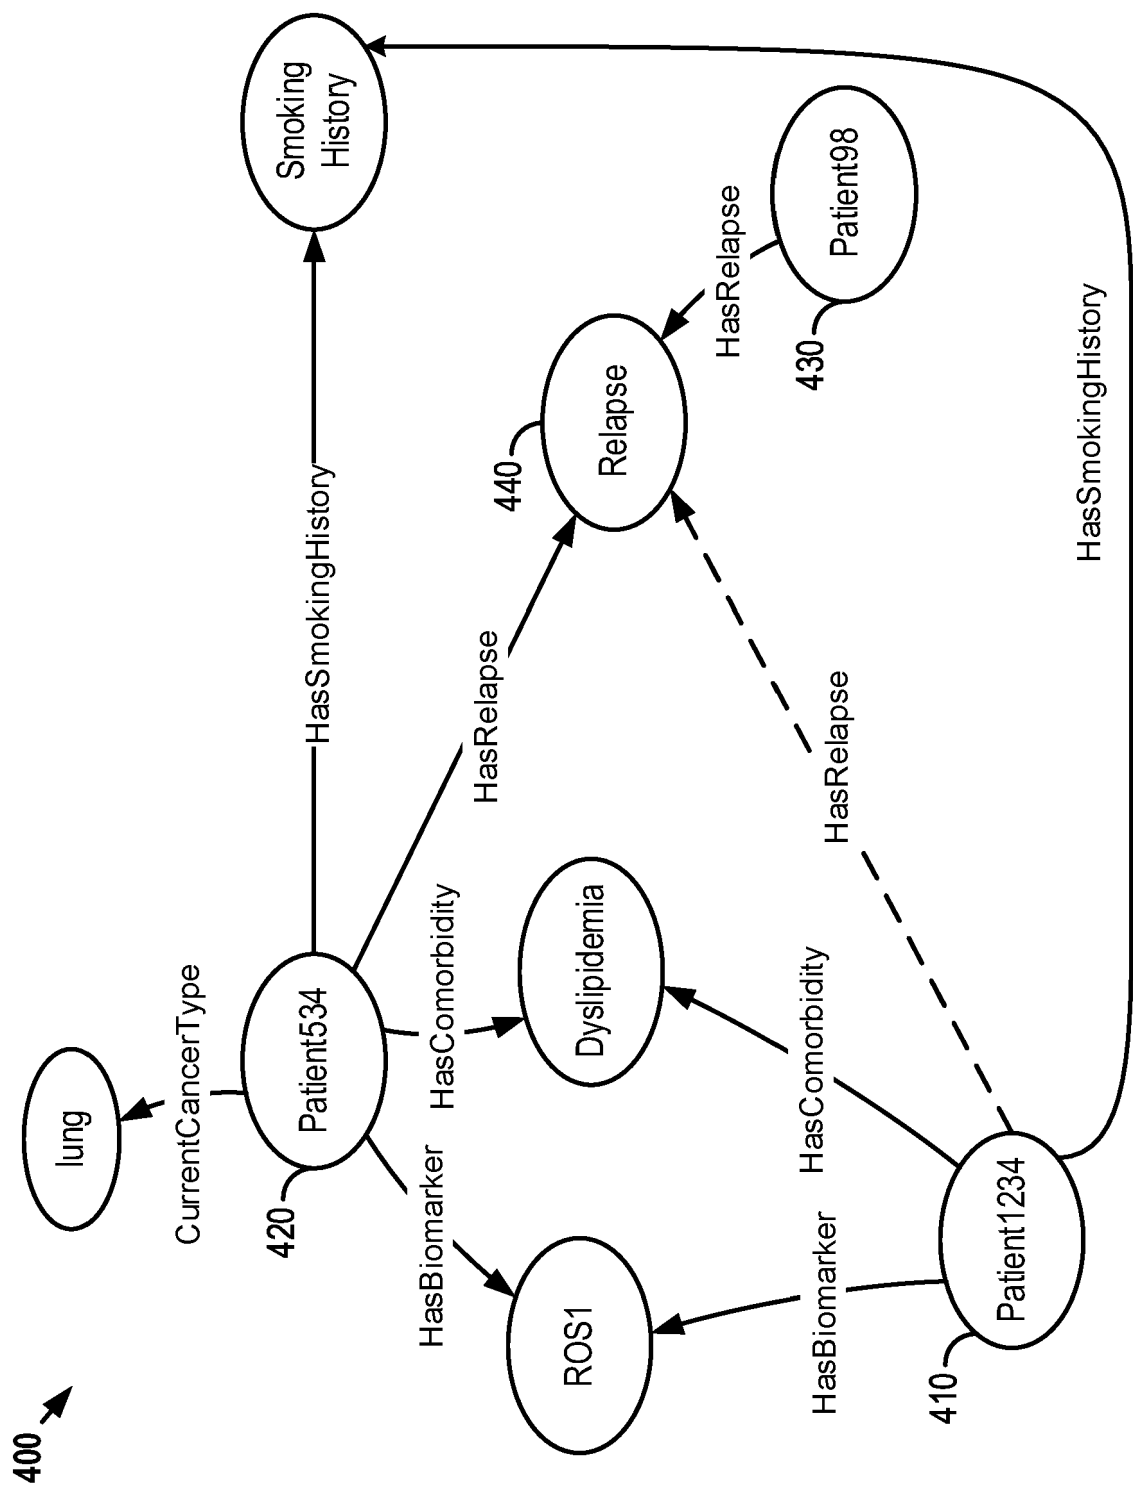 400
lung
CurrentCancerType
Patient534
420
HasSmokingHistory
Smoking
History
HasBiomarker
HasComorbidity
HasRelapse
440
Relapse
ROS1
Dyslipidemia
HasRelapse
Patient98
430
HasBiomarker
HasComorbidity
HasRelapse
410
Patient1234
HasSmokingHistory